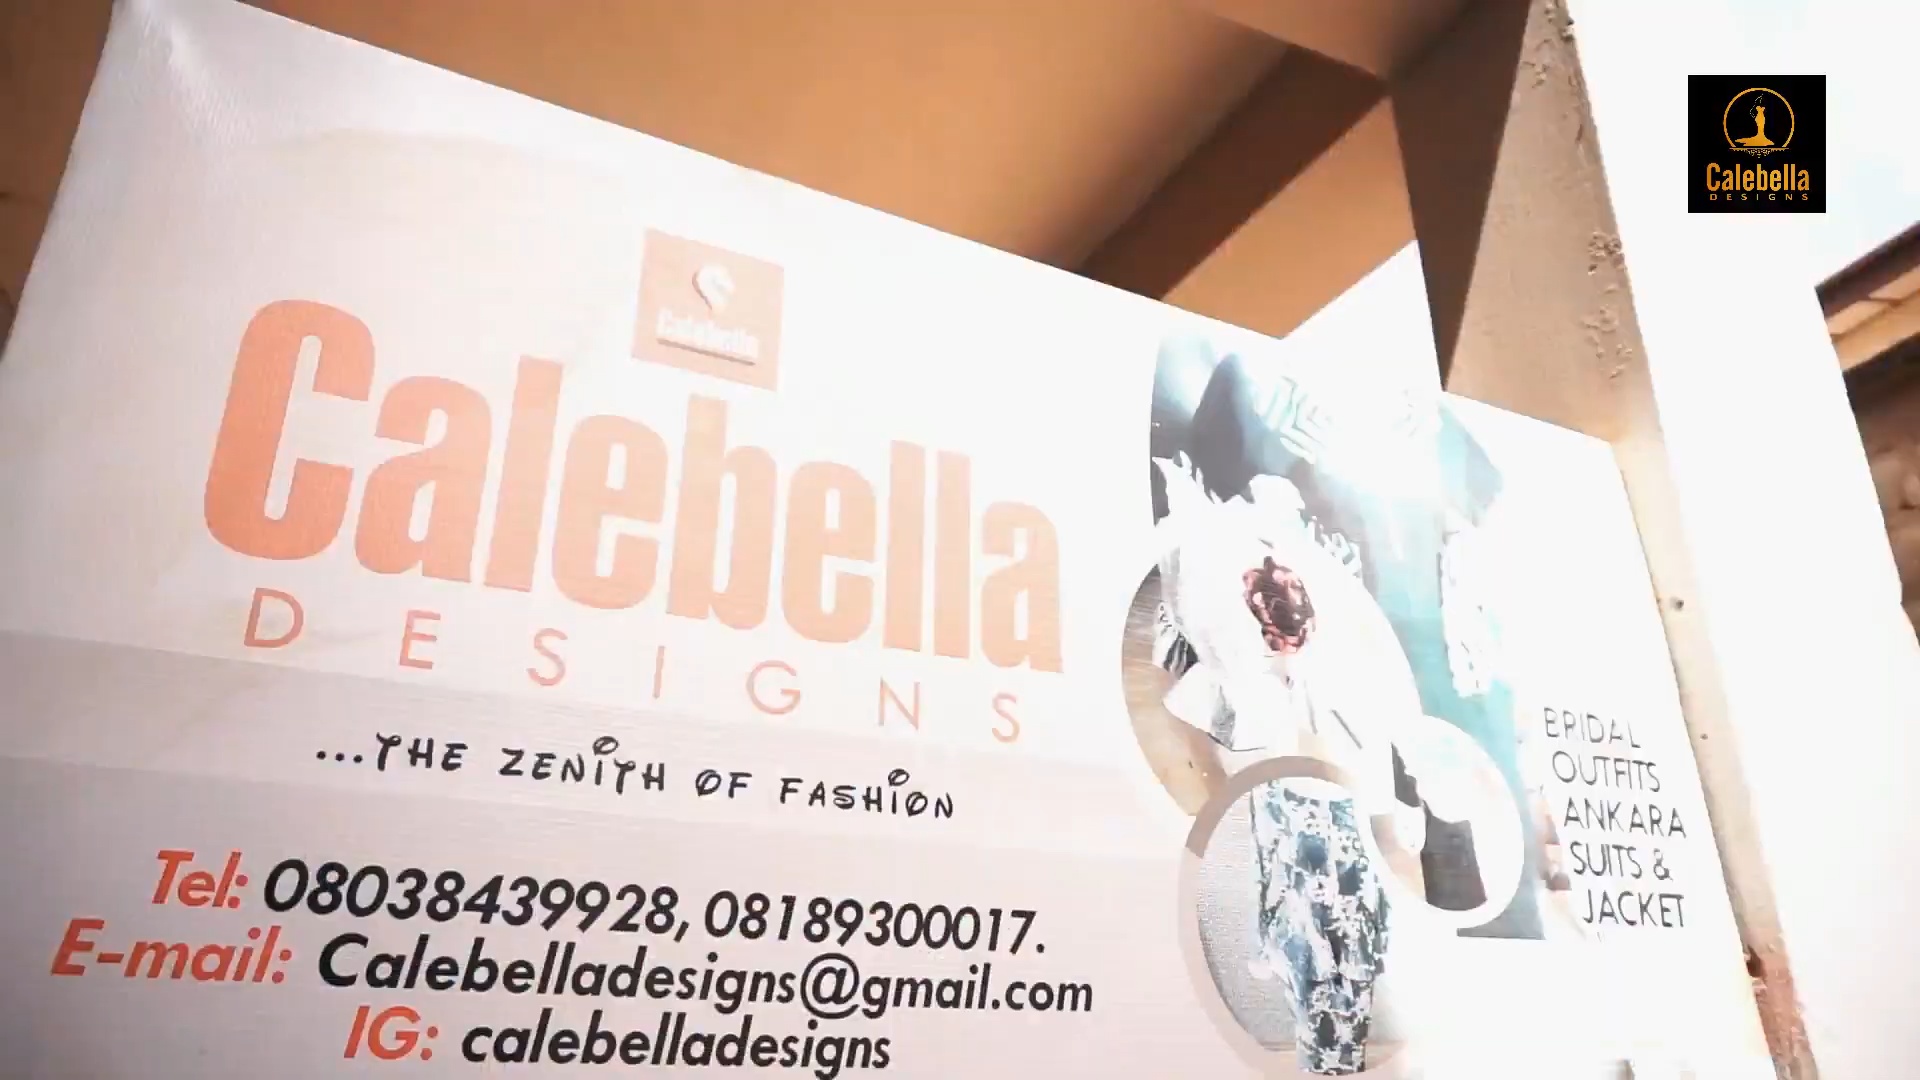 Calebella
DESIGNS
Calebella
Calebella
DESIGNS
...THE ZENITH OF FASHION
Tel: 08038439928, 08189300017.
E-mail: Calebelladesigns@gmail.com
IG: calebelladesigns
BRIDAL
OUTFITS
ANKARA
SUITS &
JACKET